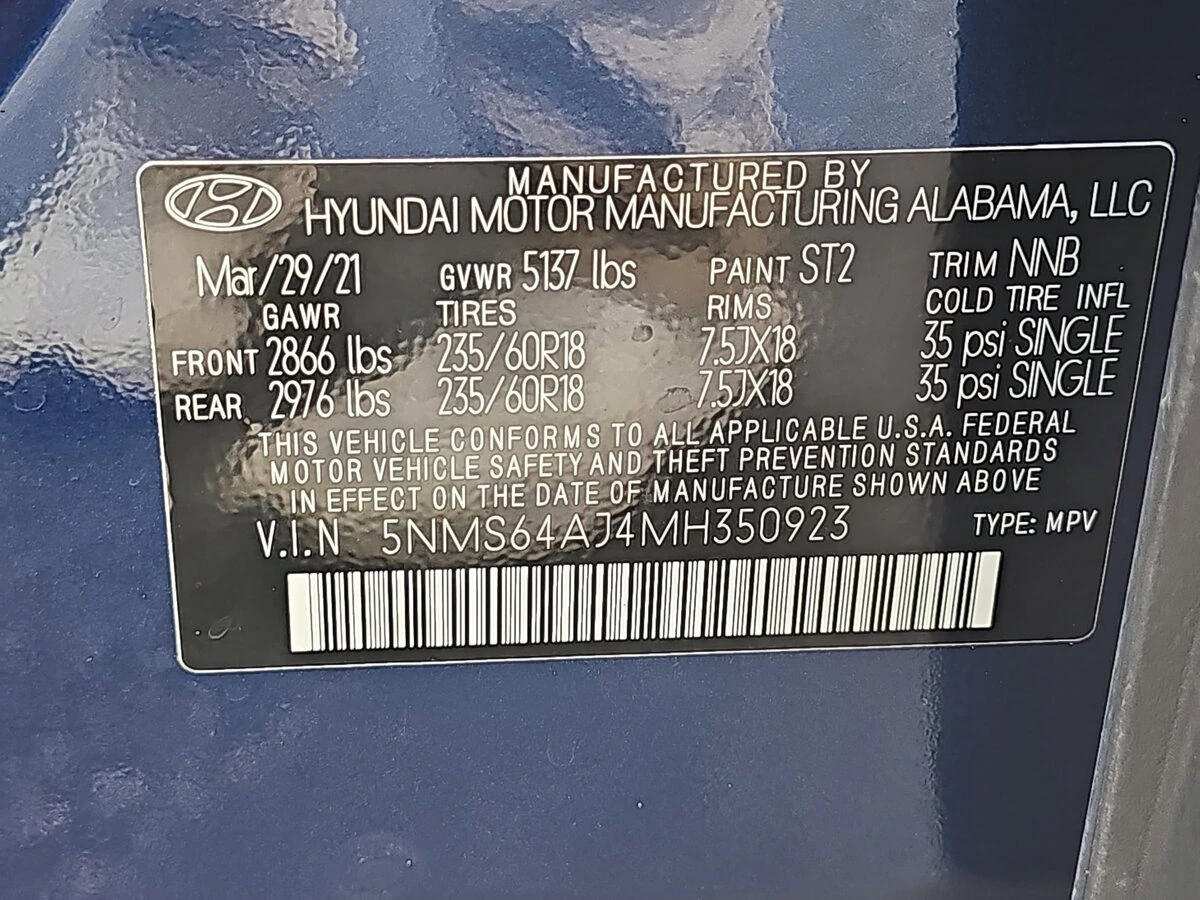 MANUFACTURED BY
HYUNDAI MOTOR MANUFACTURING ALABAMA, LLC
Mar/29/21 GVWR 5137 lbs PAINT ST2 TRIM NNB
GAWR TIRES RIMS COLD TIRE INFL
FRONT 2866 lbs 235/60R18 7.5JX18 35 psi SINGLE
REAR 2976 lbs 235/60R18 7.5JX18 35 psi SINGLE
THIS VEHICLE CONFORMS TO ALL APPLICABLE U.S.A. FEDERAL
MOTOR VEHICLE SAFETY AND THEFT PREVENTION STANDARDS
IN EFFECT ON THE DATE OF MANUFACTURE SHOWN ABOVE
V.I.N 5NMS64AJ4MH350923 TYPE: MPV